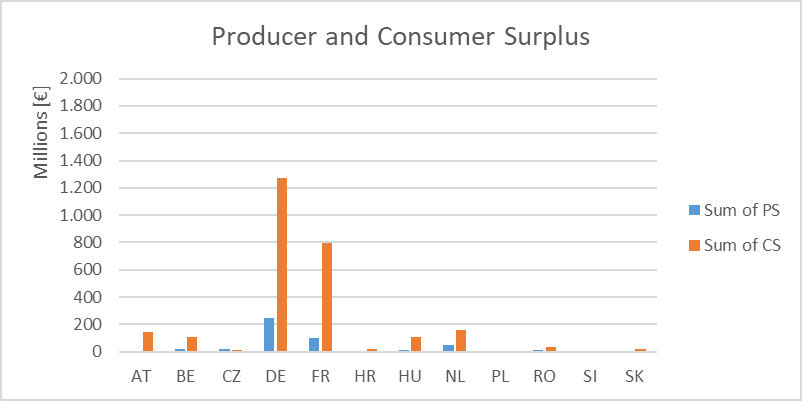 Producer and Consumer Surplus
Millions [€]
2.000
1.800
1.600
1.400
1.200
1.000
800
600
400
200
0
AT BE CZ DE FR HR HU NL PL RO SI SK
Sum of PS
Sum of CS